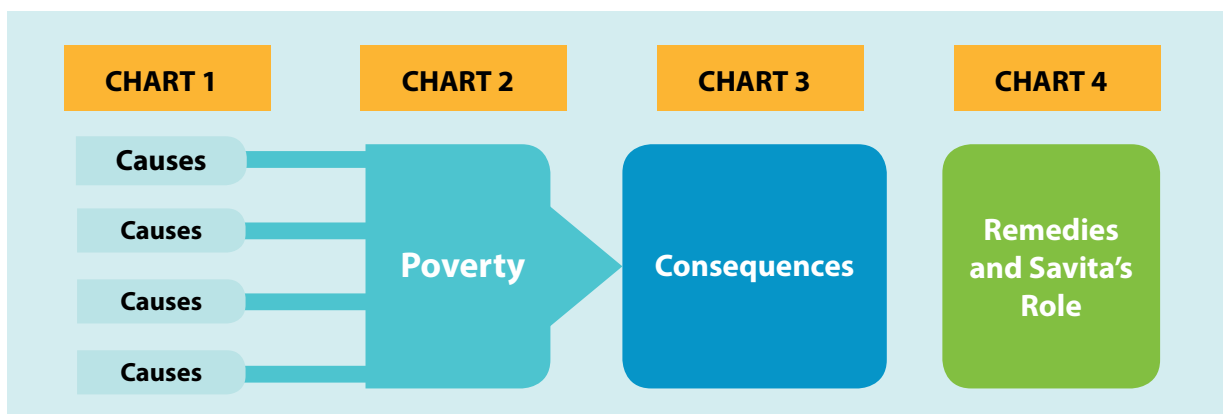 CHART 1
CHART 2
CHART 3
CHART 4
Causes
Causes
Causes
Causes
Poverty
Consequences
Remedies
and Savita’s
Role